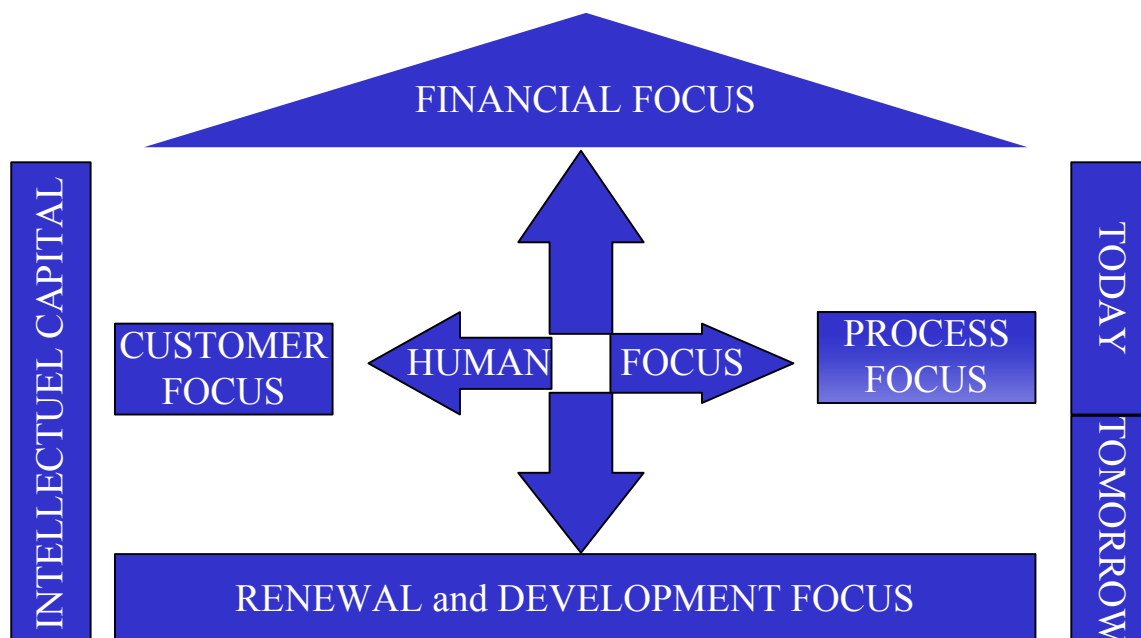 FINANCIAL FOCUS
INTELLECTUEL CAPITAL
TODAY
CUSTOMER
FOCUS
HUMAN
FOCUS
PROCESS
FOCUS
TOMORROW
RENEWAL and DEVELOPMENT FOCUS